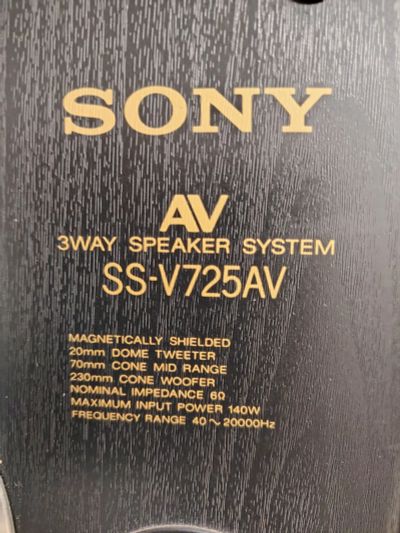 SONY
AV
3WAY SPEAKER SYSTEM
SS-V725AV
MAGNETICALLY SHIELDED
20mm DOME TWEETER
70mm CONE MID RANGE
230mm CONE WOOFER
NOMINAL IMPEDANCE 6Ω
MAXIMUM INPUT POWER 140W
FREQUENCY RANGE 40～20000Hz